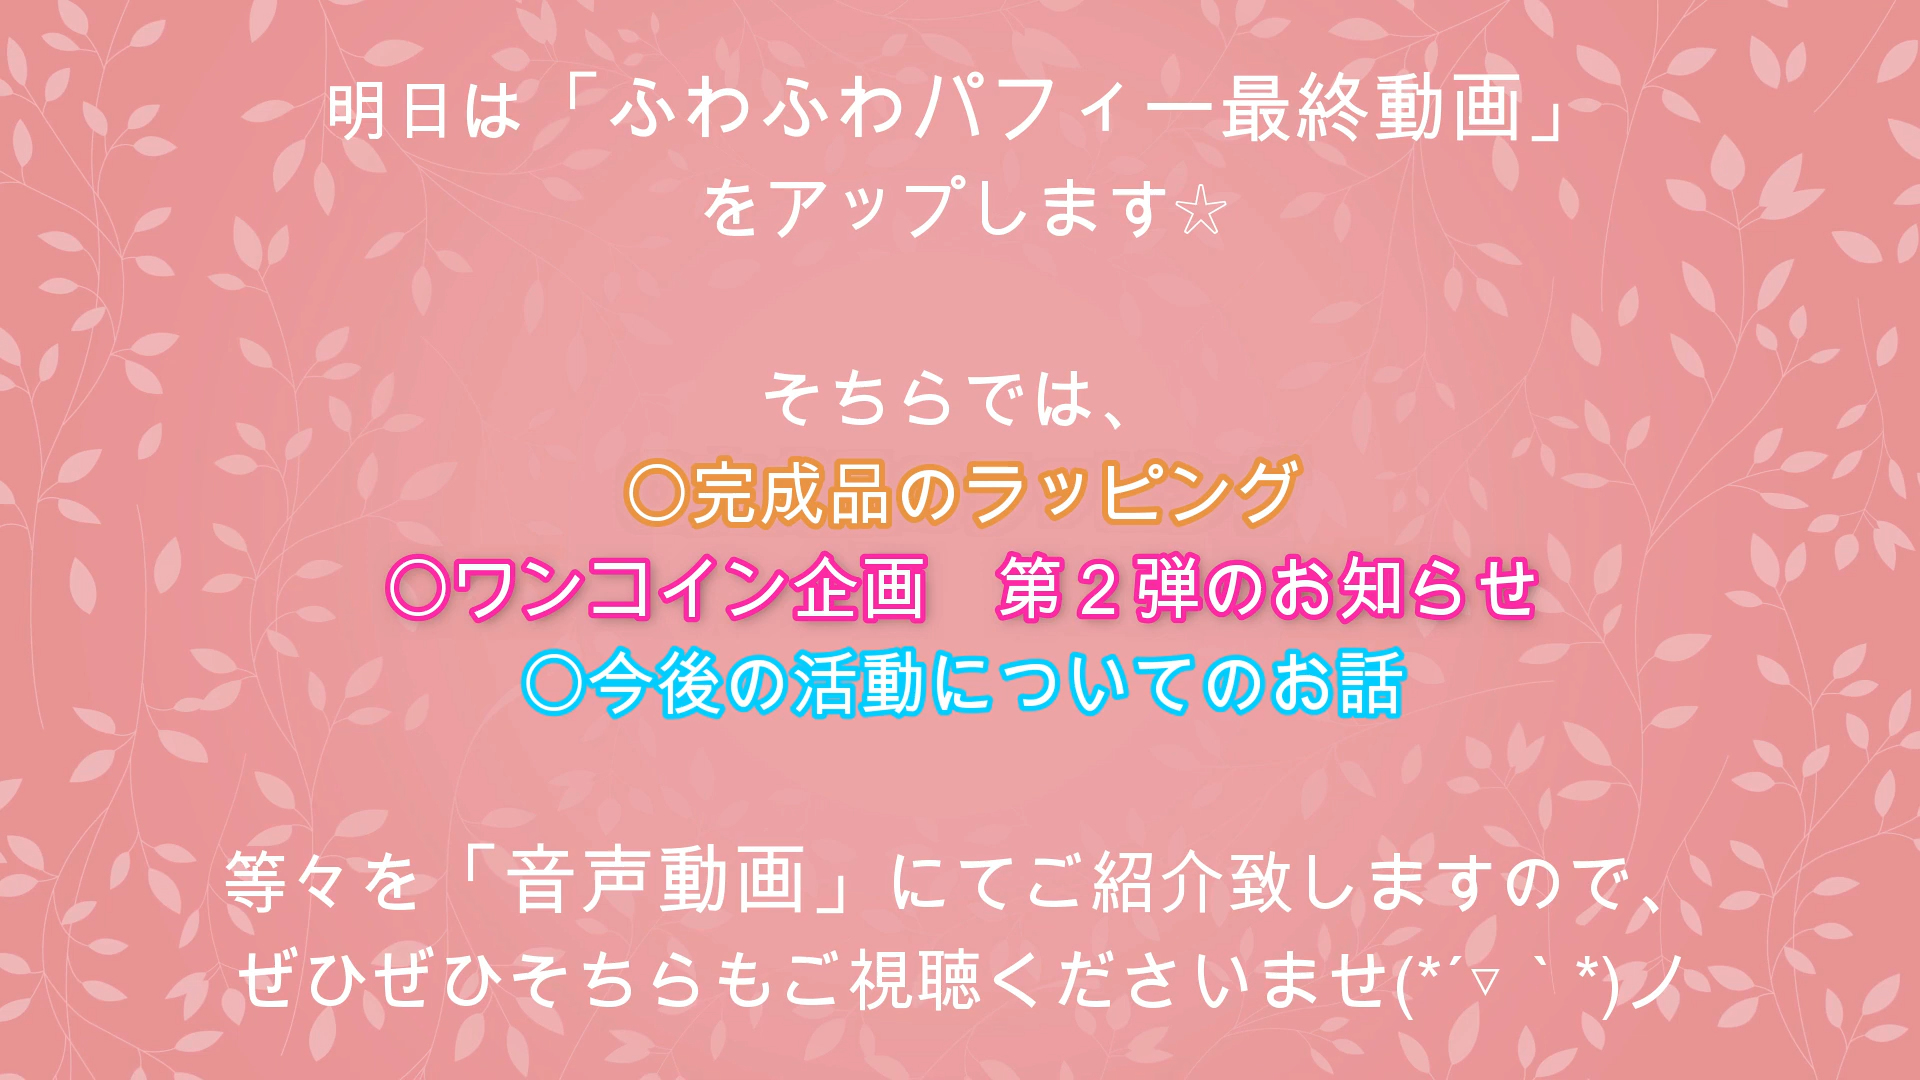 明日は「ふわふわパフィー最終動画」
をアップします☆
そちらでは、
〇完成品のラッピング
〇ワンコイン企画　第２弾のお知らせ
〇今後の活動についてのお話
等々を「音声動画」にてご紹介致しますので、
ぜひぜひそちらもご視聴くださいませ(*´▽｀*)ノ